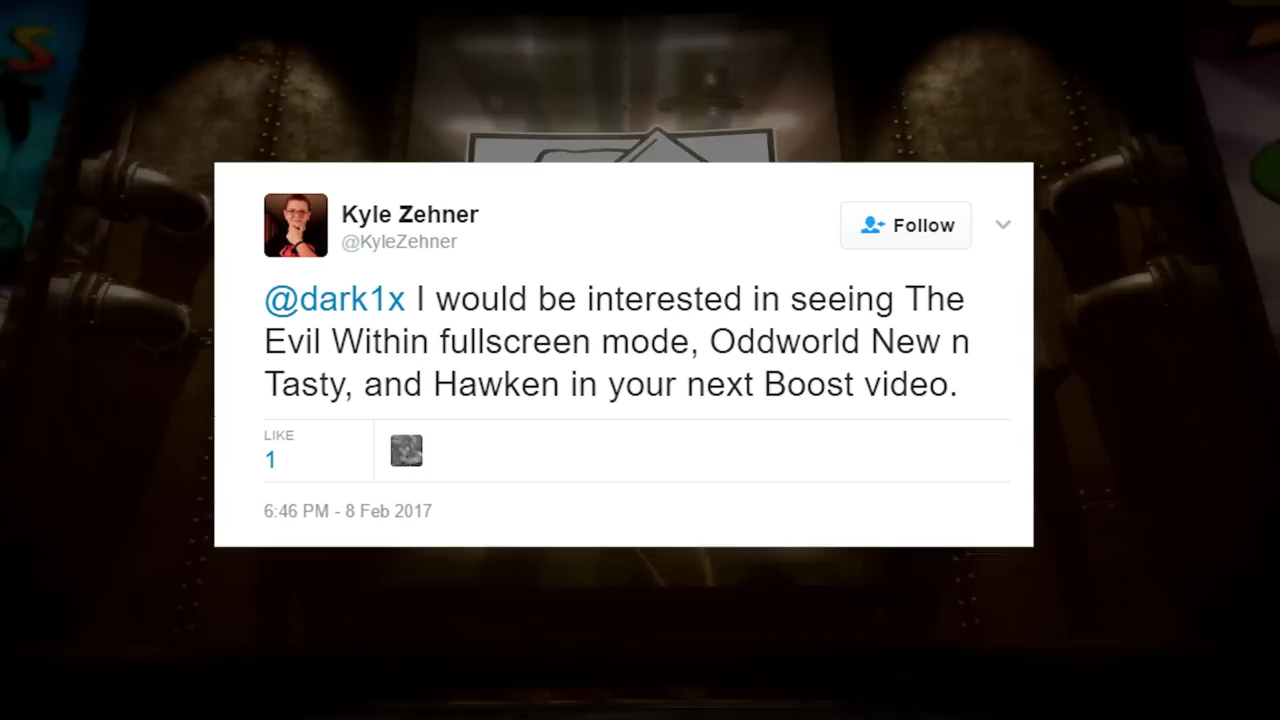 S
Kyle Zehner
@KyleZehner
Follow
@dark1x I would be interested in seeing The
Evil Within fullscreen mode, Oddworld New n
Tasty, and Hawken in your next Boost video.
LIKE
1
6:46 PM - 8 Feb 2017